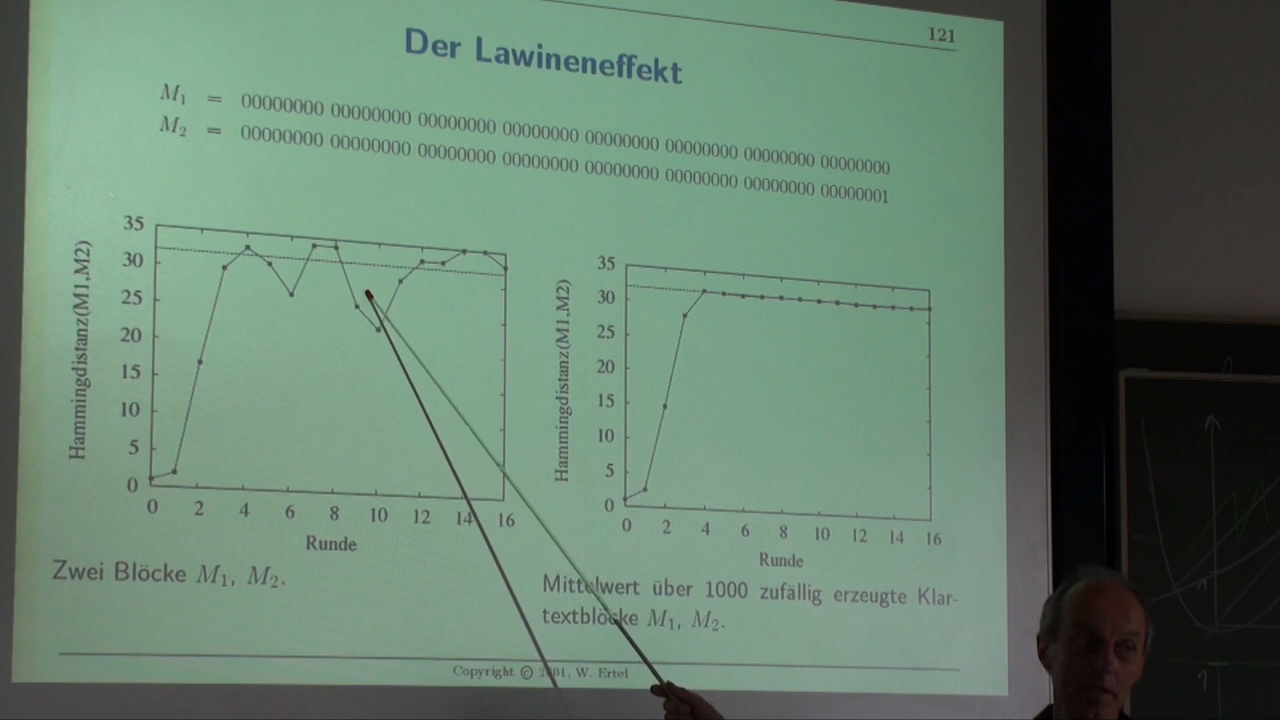 121
Der Lawineneffekt
M1 = 00000000 00000000 00000000 00000000 00000000 00000000 00000000 00000000
M2 = 00000000 00000000 00000000 00000000 00000000 00000000 00000000 00000001
Hammingdistanz(M1,M2)
35
30
25
20
15
10
5
0
0 2 4 6 8 10 12 14 16
Runde
Zwei Blöcke M1, M2.
Hammingdistanz(M1,M2)
35
30
25
20
15
10
5
0
0 2 4 6 8 10 12 14 16
Runde
Mittelwert über 1000 zufällig erzeugte Klar-
textblöcke M1, M2.
Copyright © 2001, W. Ertel